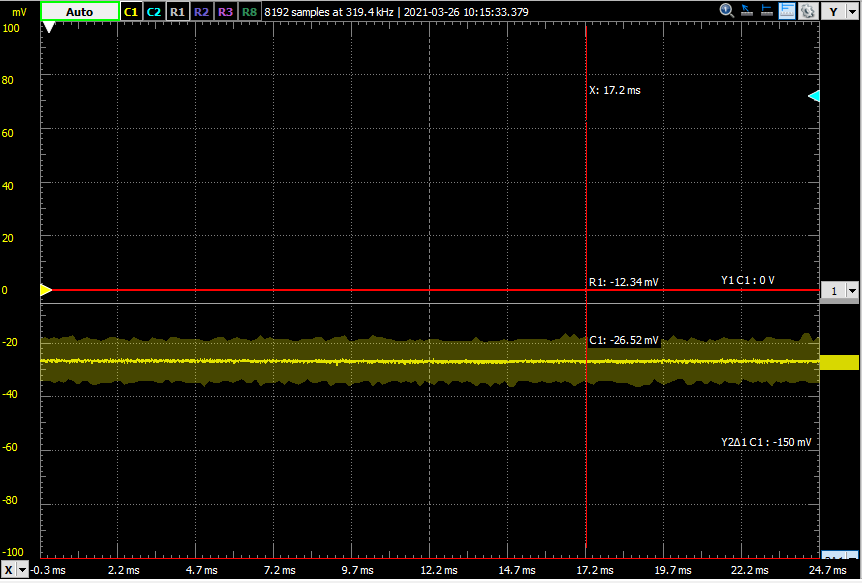 mV Auto C1 C2 R1 R2 R3 R8 8192 samples at 319.4 kHz | 2021-03-26 10:15:33.379 Y
100
80
X: 17.2 ms
60
40
20
R1: -12.34 mV Y1 C1 : 0 V
0 1
-20 C1: -26.52 mV
-40
Y2Δ1 C1 : -150 mV
-60
-80
-100
X -0.3 ms 2.2 ms 4.7 ms 7.2 ms 9.7 ms 12.2 ms 14.7 ms 17.2 ms 19.7 ms 22.2 ms 24.7 ms